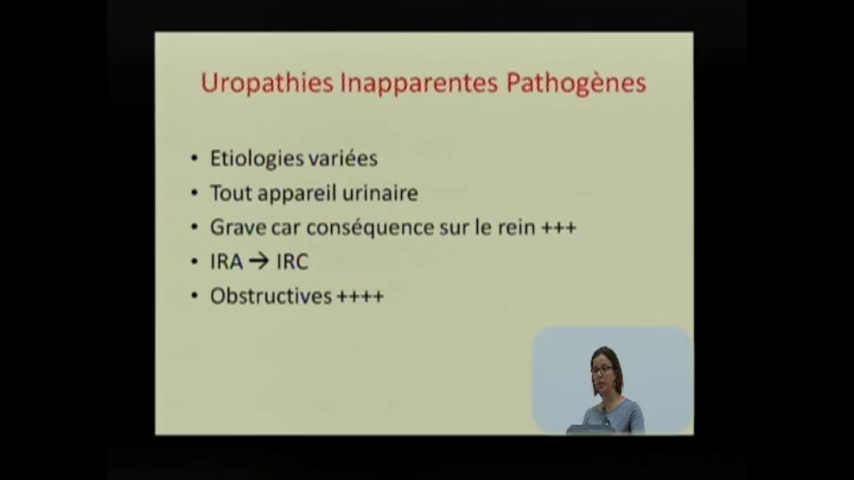 Uropathies Inapparentes Pathogènes
• Etiologies variées
• Tout appareil urinaire
• Grave car conséquence sur le rein +++
• IRA → IRC
• Obstructives ++++